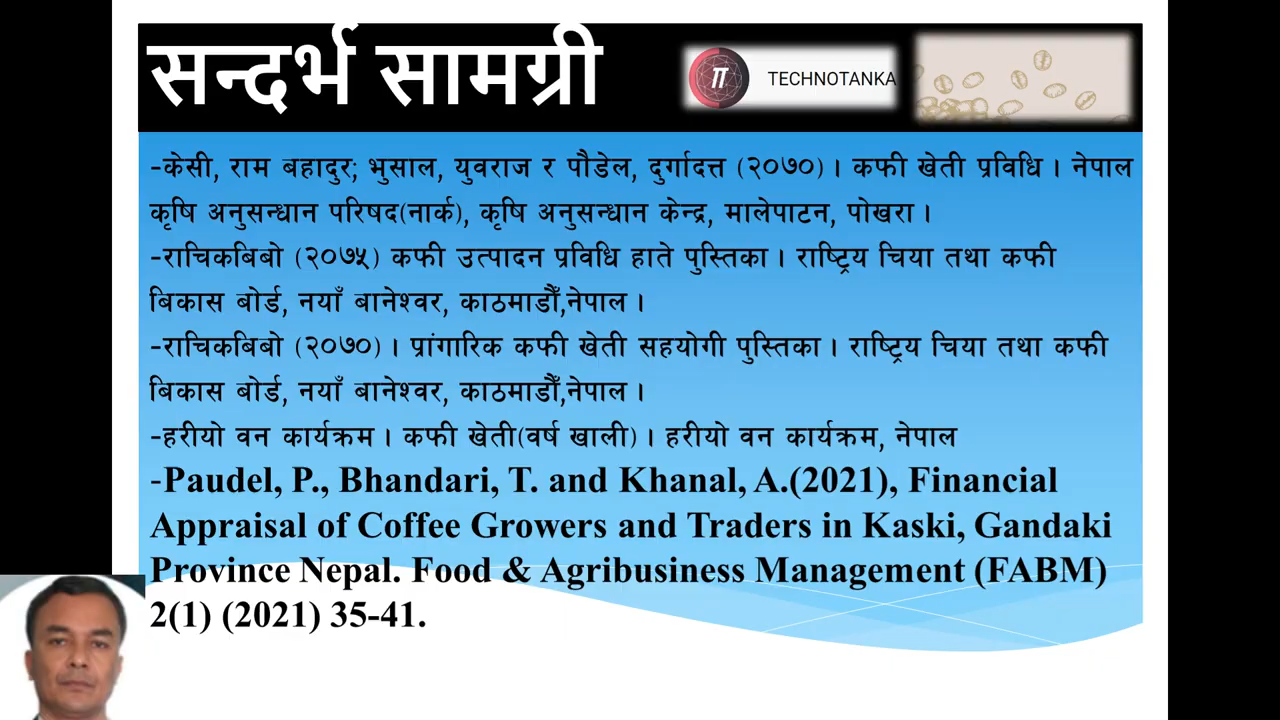 सन्दर्भ सामग्री
TECHNOTANKA
-केसी, राम बहादुर; भुसाल, युवराज र पौडेल, दुर्गादत्त (२०७०) । कफी खेती प्रविधि । नेपाल
कृषि अनुसन्धान परिषद(नार्क), कृषि अनुसन्धान केन्द्र, मालेपाटन, पोखरा ।
-राचिकबिबो (२०७५) कफी उत्पादन प्रविधि हाते पुस्तिका । राष्ट्रिय चिया तथा कफी
बिकास बोर्ड, नयाँ बानेश्वर, काठमाडौँ,नेपाल ।
-राचिकबिबो (२०७०) । प्रांगारिक कफी खेती सहयोगी पुस्तिका । राष्ट्रिय चिया तथा कफी
बिकास बोर्ड, नयाँ बानेश्वर, काठमाडौँ,नेपाल ।
-हरीयो वन कार्यक्रम । कफी खेती(वर्ष खाली) । हरीयो वन कार्यक्रम, नेपाल
-Paudel, P., Bhandari, T. and Khanal, A.(2021), Financial
Appraisal of Coffee Growers and Traders in Kaski, Gandaki
Province Nepal. Food & Agribusiness Management (FABM)
2(1) (2021) 35-41.